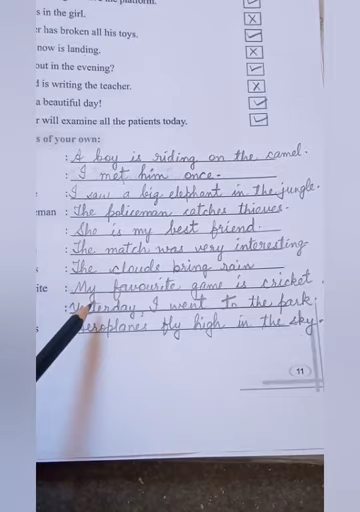 s in the girl.
er has broken all his toys.
now is landing.
out in the evening?
d is writing the teacher.
a beautiful day!
r will examine all the patients today.
s of your own:
: A boy is riding on the camel.
: I met him once.
: I saw a big elephant in the jungle.
eman : The policeman catches thieves.
: She is my best friend.
: The match was very interesting
: The clouds bring rain
ite : My favourite game is cricket.
: Yesterday, I went to the park.
Aeroplanes fly high in the sky.
11